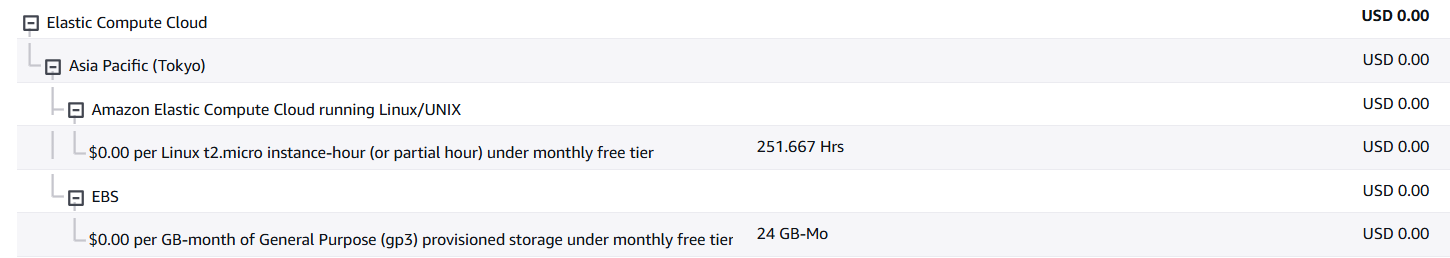 Elastic Compute Cloud USD 0.00
Asia Pacific (Tokyo) USD 0.00
Amazon Elastic Compute Cloud running Linux/UNIX USD 0.00
$0.00 per Linux t2.micro instance-hour (or partial hour) under monthly free tier 251.667 Hrs USD 0.00
EBS USD 0.00
$0.00 per GB-month of General Purpose (gp3) provisioned storage under monthly free tier 24 GB-Mo USD 0.00